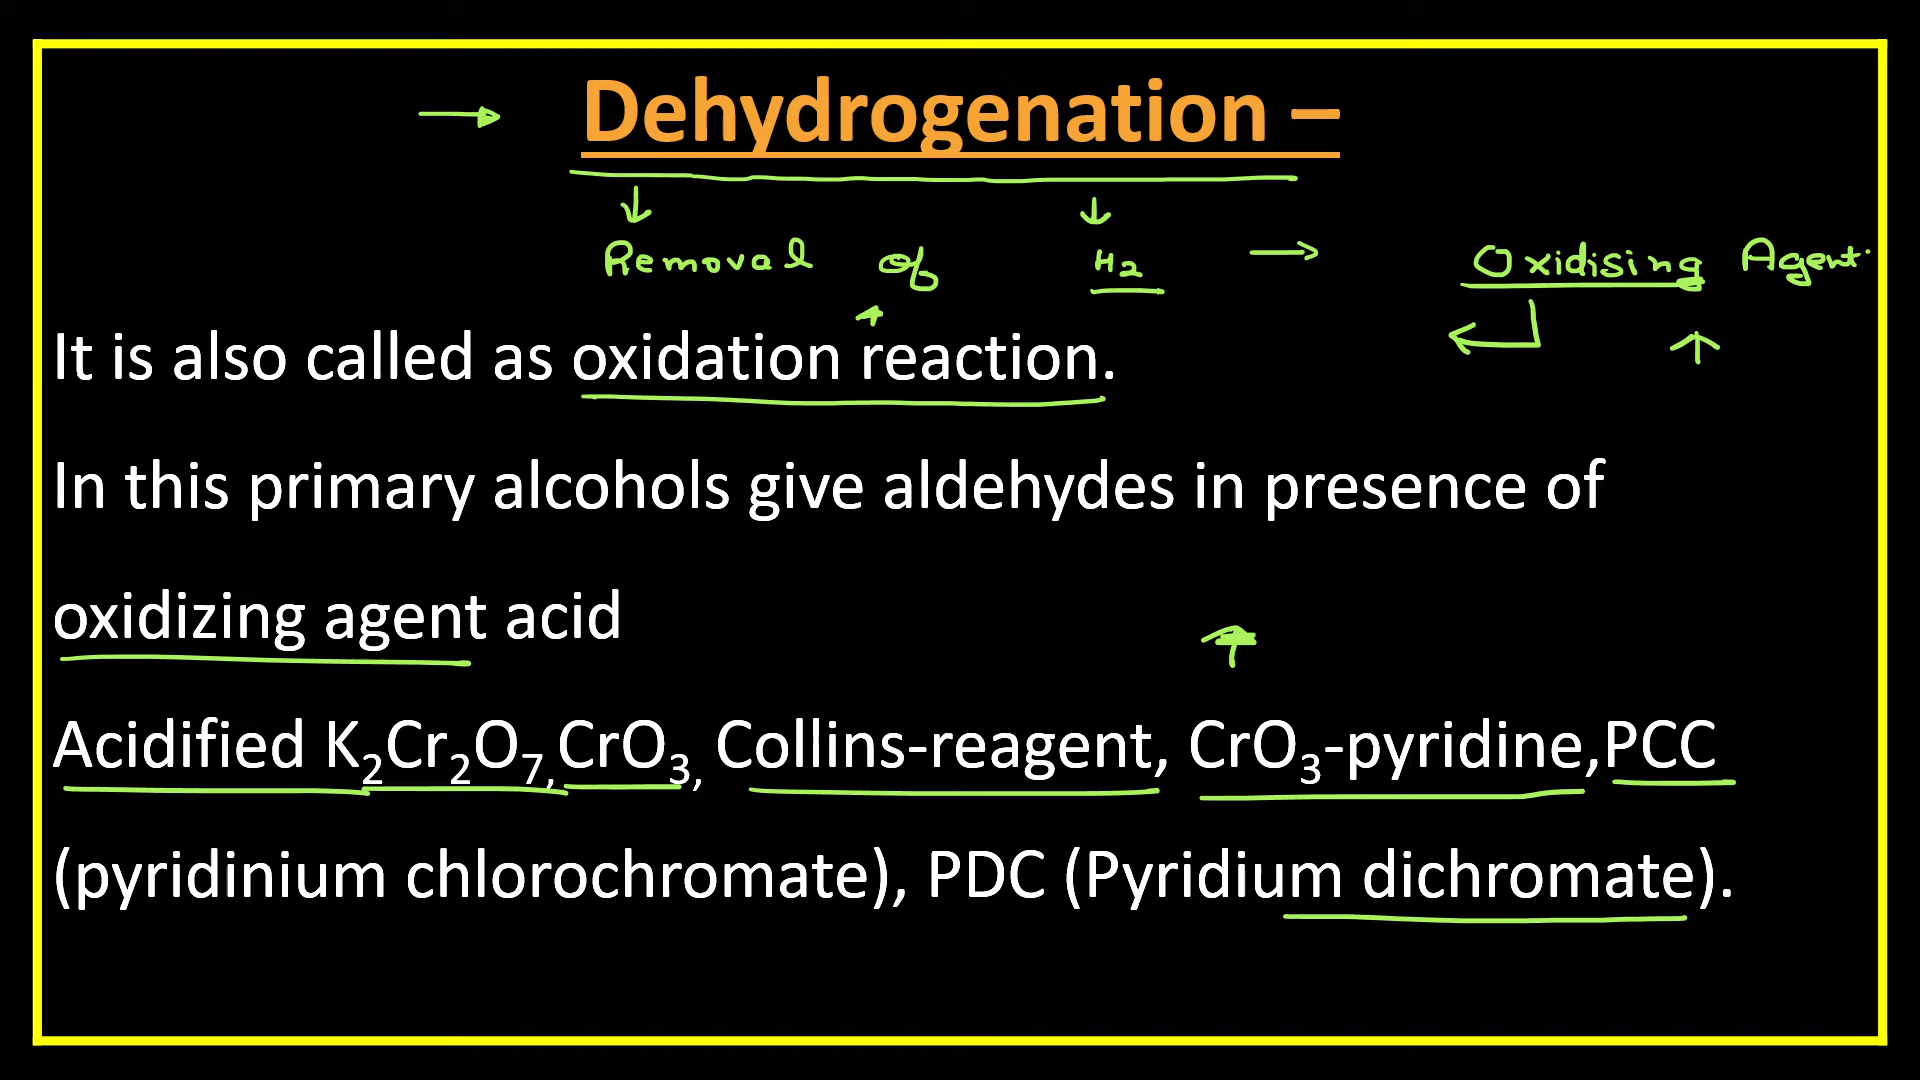 Dehydrogenation –
Removal of H2 → Oxidising Agent.
It is also called as oxidation reaction.
In this primary alcohols give aldehydes in presence of
oxidizing agent acid
Acidified K₂Cr₂O₇, CrO₃, Collins-reagent, CrO₃-pyridine,PCC
(pyridinium chlorochromate), PDC (Pyridium dichromate).